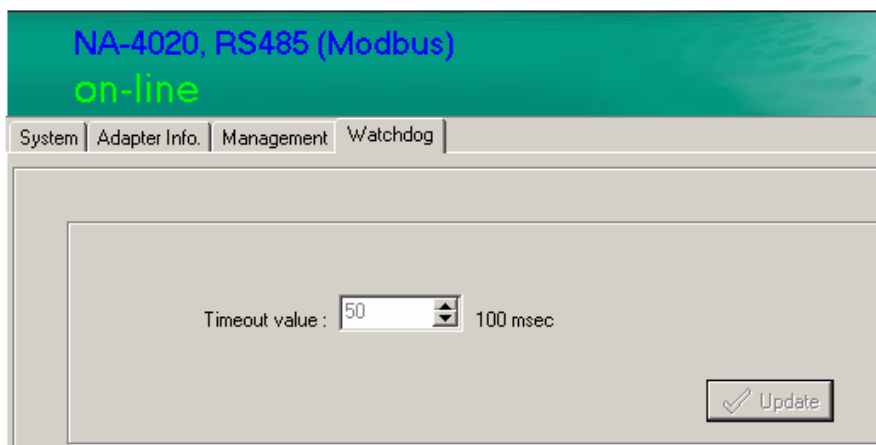 NA-4020, RS485 (Modbus)
on-line
System Adapter Info. Management Watchdog
Timeout value : 50 100 msec
Update